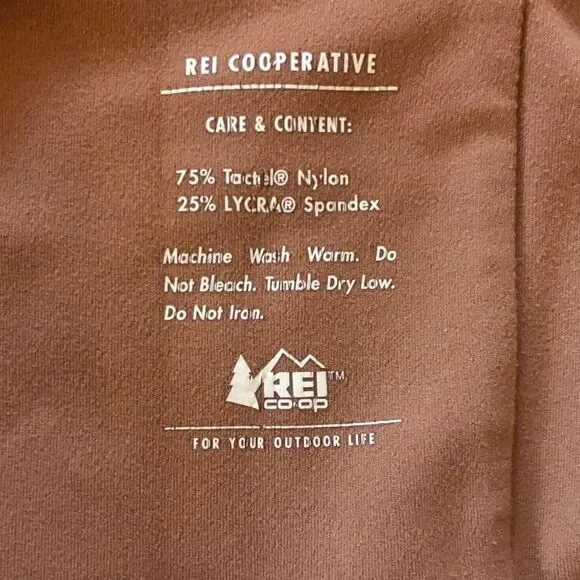 REI COOPERATIVE
CARE & CONTENT:
75% Tactel® Nylon
25% LYCRA® Spandex
Machine Wash Warm. Do
Not Bleach. Tumble Dry Low.
Do Not Iron.
REI™
CO·OP
FOR YOUR OUTDOOR LIFE